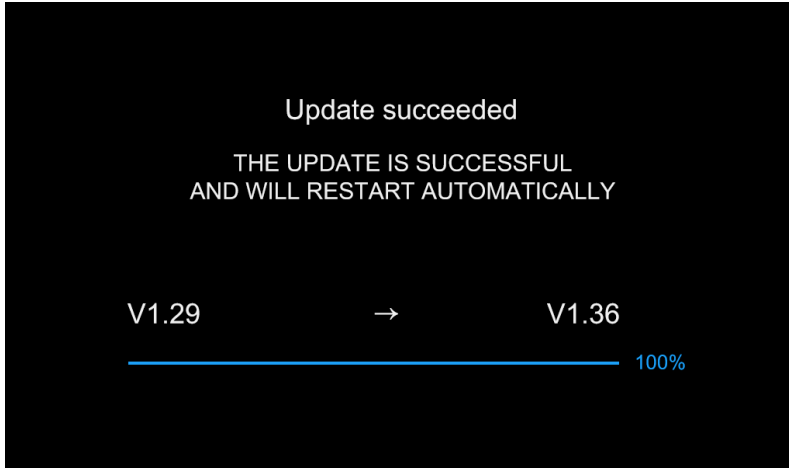 Update succeeded
THE UPDATE IS SUCCESSFUL
AND WILL RESTART AUTOMATICALLY
V1.29 → V1.36
100%